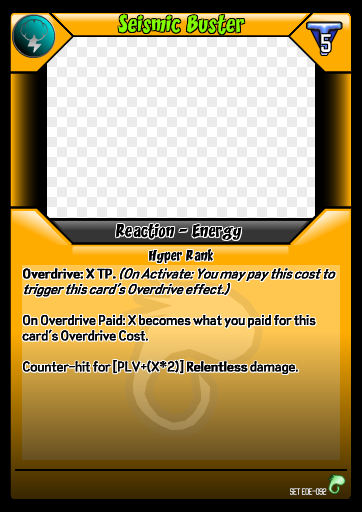 Seismic Buster
5
Reaction - Energy
Hyper Rank
Overdrive: X TP. (On Activate: You may pay this cost to
trigger this card's Overdrive effect.)
On Overdrive Paid: X becomes what you paid for this
card's Overdrive Cost.
Counter-hit for [PLV+(X*2)] Relentless damage.
SET EDE-092